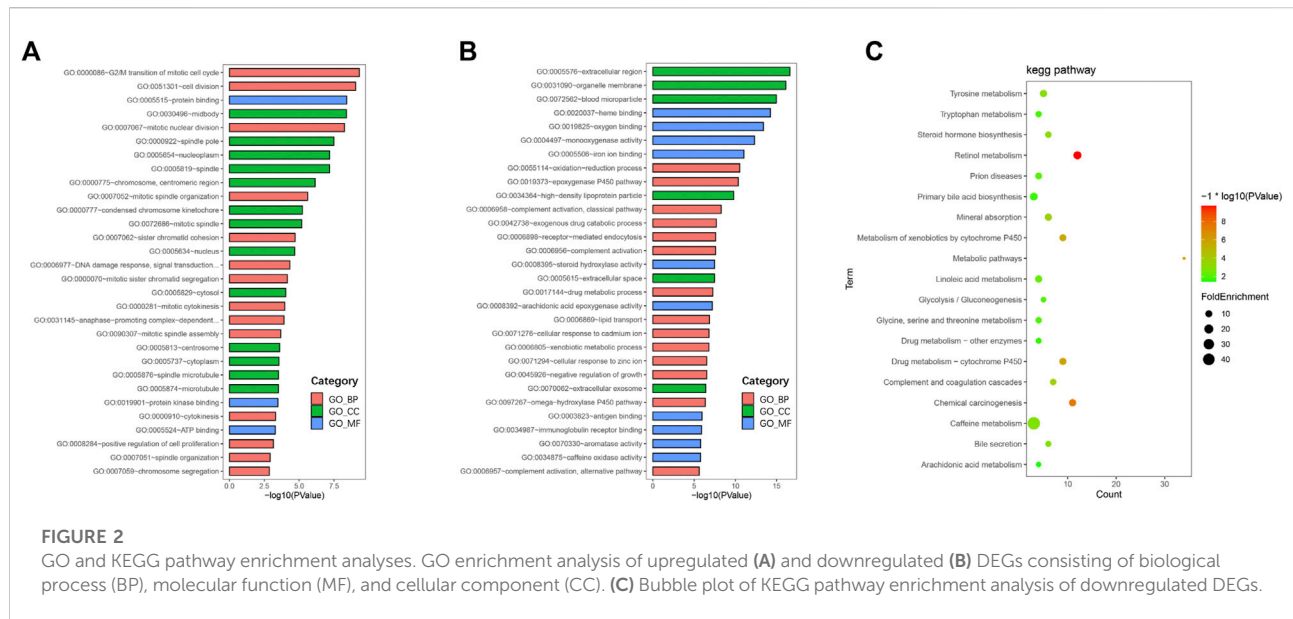 A
GO:0000086~G2/M transition of mitotic cell cycle
GO:0051301~cell division
GO:0005515~protein binding
GO:0030496~midbody
GO:0007067~mitotic nuclear division
GO:0000922~spindle pole
GO:0005654~nucleoplasm
GO:0005819~spindle
GO:0000775~chromosome, centromeric region
GO:0007052~mitotic spindle organization
GO:0000777~condensed chromosome kinetochore
GO:0072686~mitotic spindle
GO:0007062~sister chromatid cohesion
GO:0005634~nucleus
GO:0006977~DNA damage response, signal transduction...
GO:0000070~mitotic sister chromatid segregation
GO:0005829~cytosol
GO:0000281~mitotic cytokinesis
GO:0031145~anaphase−promoting complex−dependent...
GO:0090307~mitotic spindle assembly
GO:0005813~centrosome
GO:0005737~cytoplasm
GO:0005876~spindle microtubule
GO:0005874~microtubule
GO:0019901~protein kinase binding
GO:0000910~cytokinesis
GO:0005524~ATP binding
GO:0008284~positive regulation of cell proliferation
GO:0007051~spindle organization
GO:0007059~chromosome segregation
0.0 2.5 5.0 7.5
−log10(PValue)
Category
GO_BP
GO_CC
GO_MF
B
GO:0005576~extracellular region
GO:0031090~organelle membrane
GO:0072562~blood microparticle
GO:0020037~heme binding
GO:0019825~oxygen binding
GO:0004497~monooxygenase activity
GO:0005506~iron ion binding
GO:0055114~oxidation−reduction process
GO:0019373~epoxygenase P450 pathway
GO:0034364~high−density lipoprotein particle
GO:0006958~complement activation, classical pathway
GO:0042738~exogenous drug catabolic process
GO:0006898~receptor−mediated endocytosis
GO:0006956~complement activation
GO:0008395~steroid hydroxylase activity
GO:0005615~extracellular space
GO:0017144~drug metabolic process
GO:0008392~arachidonic acid epoxygenase activity
GO:0006869~lipid transport
GO:0071276~cellular response to cadmium ion
GO:0006805~xenobiotic metabolic process
GO:0071294~cellular response to zinc ion
GO:0045926~negative regulation of growth
GO:0070062~extracellular exosome
GO:0097267~omega−hydroxylase P450 pathway
GO:0003823~antigen binding
GO:0034987~immunoglobulin receptor binding
GO:0070330~aromatase activity
GO:0034875~caffeine oxidase activity
GO:0006957~complement activation, alternative pathway
0 5 10 15
−log10(PValue)
Category
GO_BP
GO_CC
GO_MF
C
kegg pathway
Term
Tyrosine metabolism
Tryptophan metabolism
Steroid hormone biosynthesis
Retinol metabolism
Prion diseases
Primary bile acid biosynthesis
Mineral absorption
Metabolism of xenobiotics by cytochrome P450
Metabolic pathways
Linoleic acid metabolism
Glycolysis / Gluconeogenesis
Glycine, serine and threonine metabolism
Drug metabolism − other enzymes
Drug metabolism − cytochrome P450
Complement and coagulation cascades
Chemical carcinogenesis
Caffeine metabolism
Bile secretion
Arachidonic acid metabolism
10 20 30
Count
−1 * log10(PValue)
8
6
4
2
FoldEnrichment
10
20
30
40
FIGURE 2
GO and KEGG pathway enrichment analyses. GO enrichment analysis of upregulated (A) and downregulated (B) DEGs consisting of biological
process (BP), molecular function (MF), and cellular component (CC). (C) Bubble plot of KEGG pathway enrichment analysis of downregulated DEGs.